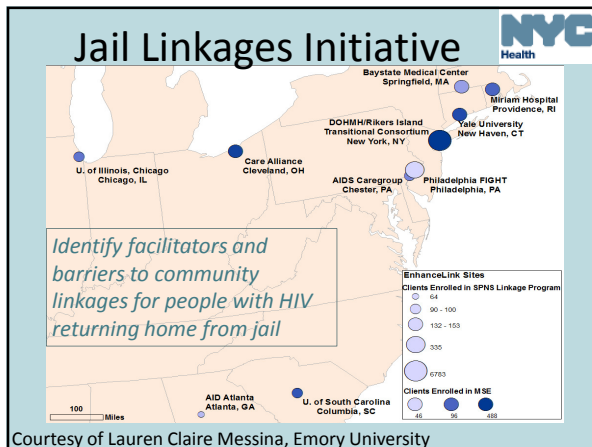 Jail Linkages Initiative
NYC
Health
Baystate Medical Center
Springfield, MA
Miriam Hospital
Providence, RI
DOHMH/Rikers Island
Transitional Consortium
New York, NY
Yale University
New Haven, CT
Care Alliance
Cleveland, OH
U. of Illinois, Chicago
Chicago, IL
AIDS Caregroup
Chester, PA
Philadelphia FIGHT
Philadelphia, PA
Identify facilitators and
barriers to community
linkages for people with HIV
returning home from jail
EnhanceLink Sites
Clients Enrolled in SPNS Linkage Program
64
90 - 100
132 - 153
335
6783
Clients Enrolled in MSE
46 96 488
AID Atlanta
Atlanta, GA
U. of South Carolina
Columbia, SC
100
Miles
Courtesy of Lauren Claire Messina, Emory University